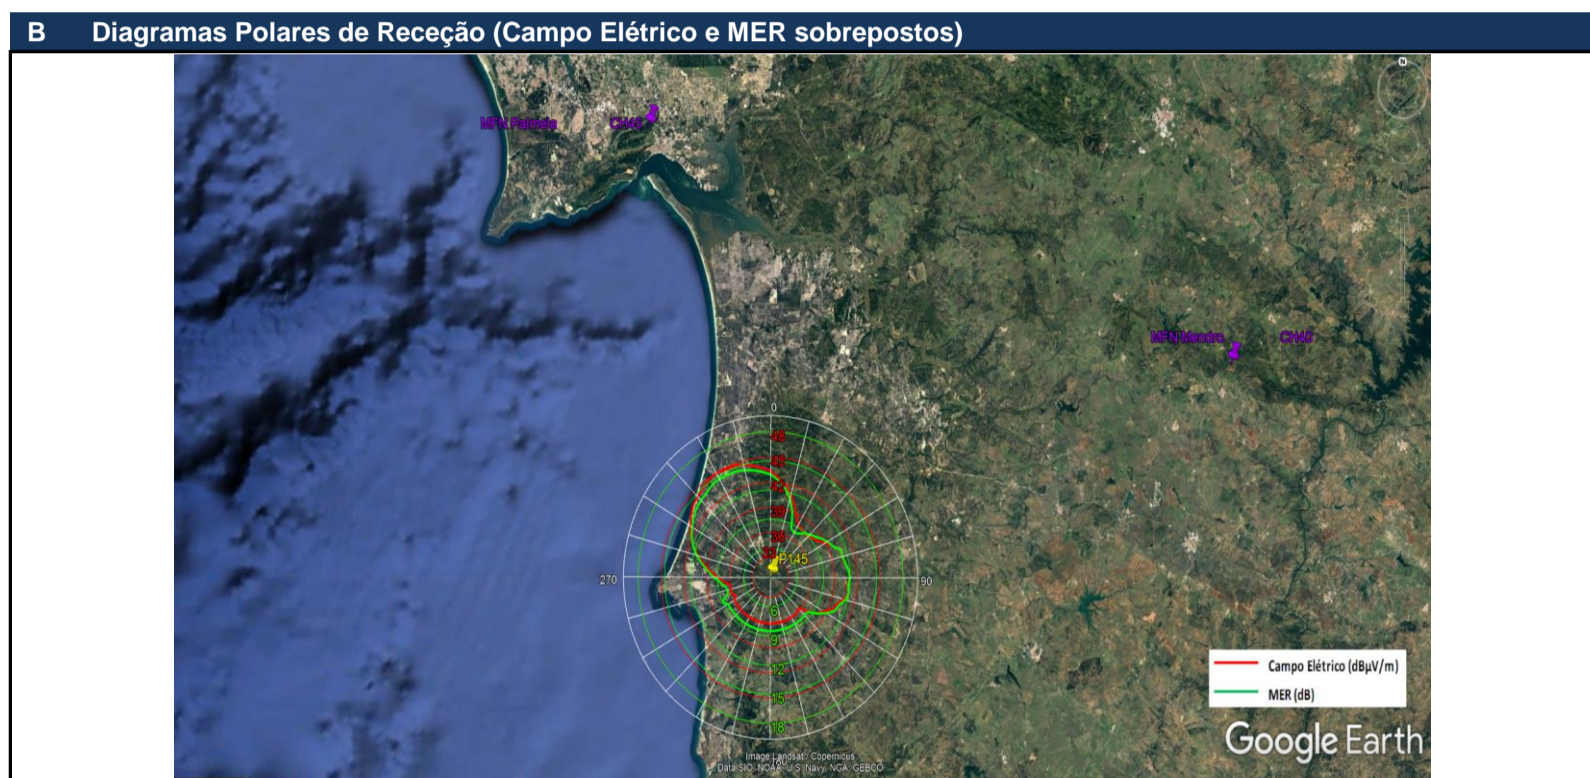 B Diagramas Polares de Receção (Campo Elétrico e MER sobrepostos)
N
MFN Palmela CH45
MFN Mendro CH40
0
48
45
42
39
36
33
P145
270
90
6
9
12
15
18
Campo Elétrico (dBµV/m)
MER (dB)
Image Landsat / Copernicus
Data SIO, NOAA, U.S. Navy, NGA, GEBCO
Google Earth